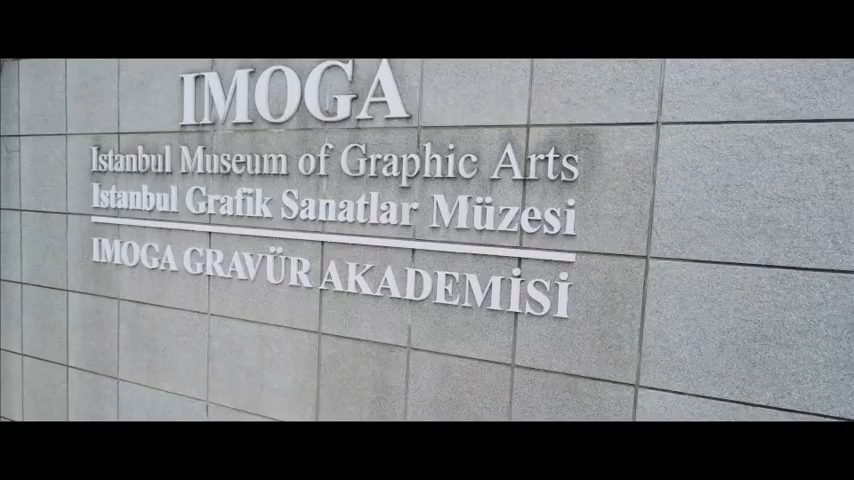 IMOGA
Istanbul Museum of Graphic Arts
Istanbul Grafik Sanatlar Müzesi
IMOGA GRAVÜR AKADEMİSİ